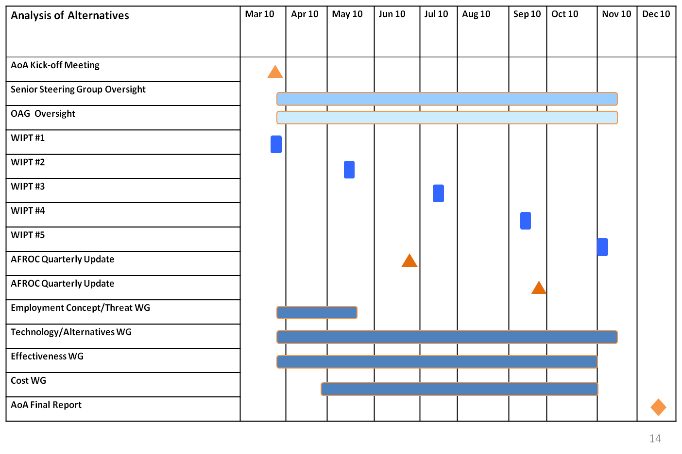 Analysis of Alternatives Mar 10 Apr 10 May 10 Jun 10 Jul 10 Aug 10 Sep 10 Oct 10 Nov 10 Dec 10
AoA Kick-off Meeting
Senior Steering Group Oversight
OAG Oversight
WIPT #1
WIPT #2
WIPT #3
WIPT #4
WIPT #5
AFROC Quarterly Update
AFROC Quarterly Update
Employment Concept/Threat WG
Technology/Alternatives WG
Effectiveness WG
Cost WG
AoA Final Report
14